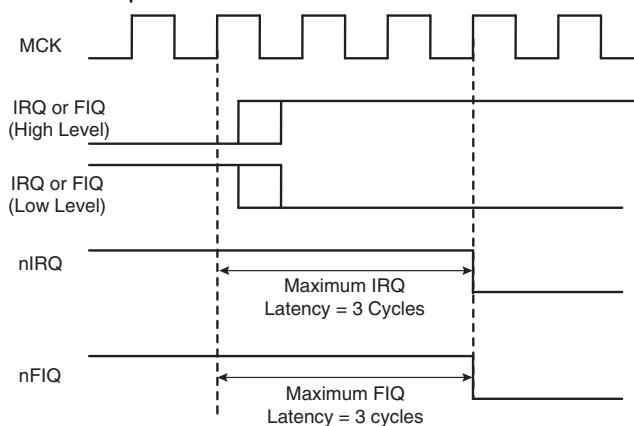 MCK
IRQ or FIQ
(High Level)
IRQ or FIQ
(Low Level)
nIRQ
Maximum IRQ
Latency = 3 Cycles
nFIQ
Maximum FIQ
Latency = 3 cycles